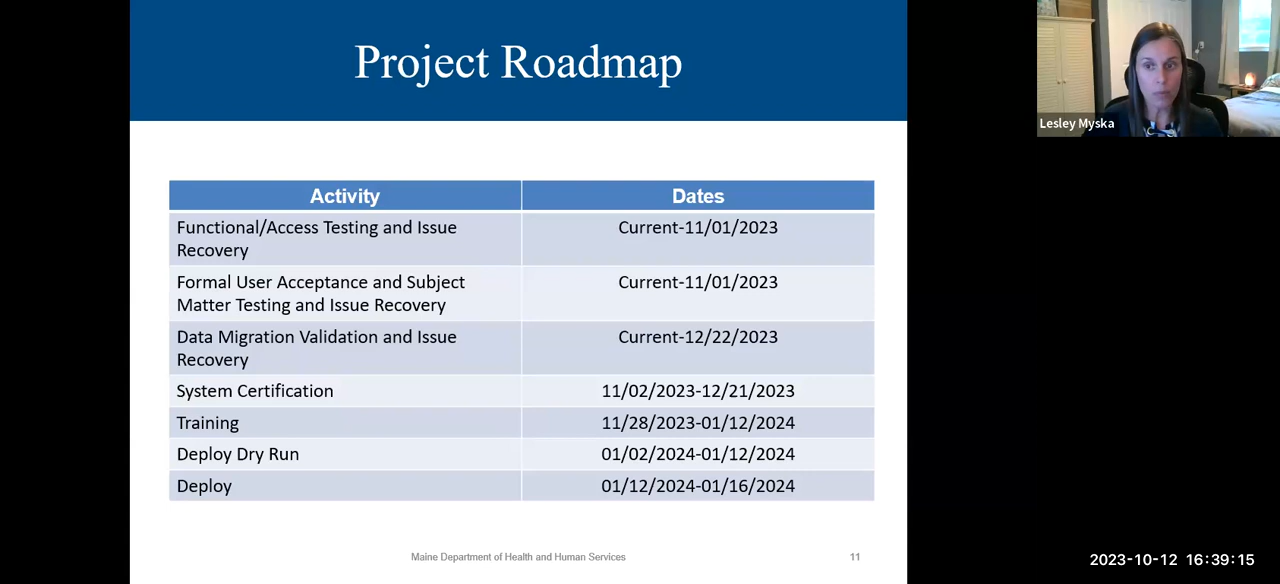 Project Roadmap
Lesley Myska
Activity Dates
Functional/Access Testing and Issue Current-11/01/2023
Recovery
Formal User Acceptance and Subject Current-11/01/2023
Matter Testing and Issue Recovery
Data Migration Validation and Issue Current-12/22/2023
Recovery
System Certification 11/02/2023-12/21/2023
Training 11/28/2023-01/12/2024
Deploy Dry Run 01/02/2024-01/12/2024
Deploy 01/12/2024-01/16/2024
Maine Department of Health and Human Services 11
2023-10-12 16:39:15